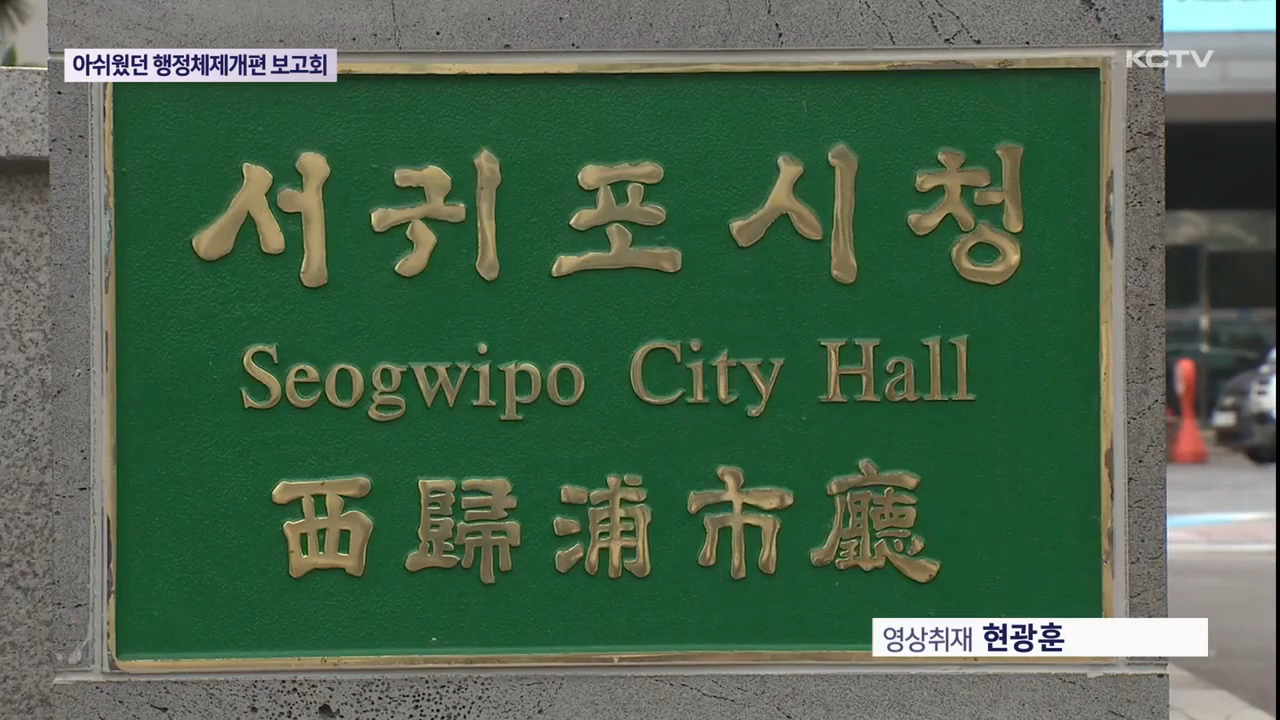 아쉬웠던 행정체제개편 보고회
KCTV
서귀포시청
Seogwipo City Hall
西歸浦市廳
영상취재 현광훈